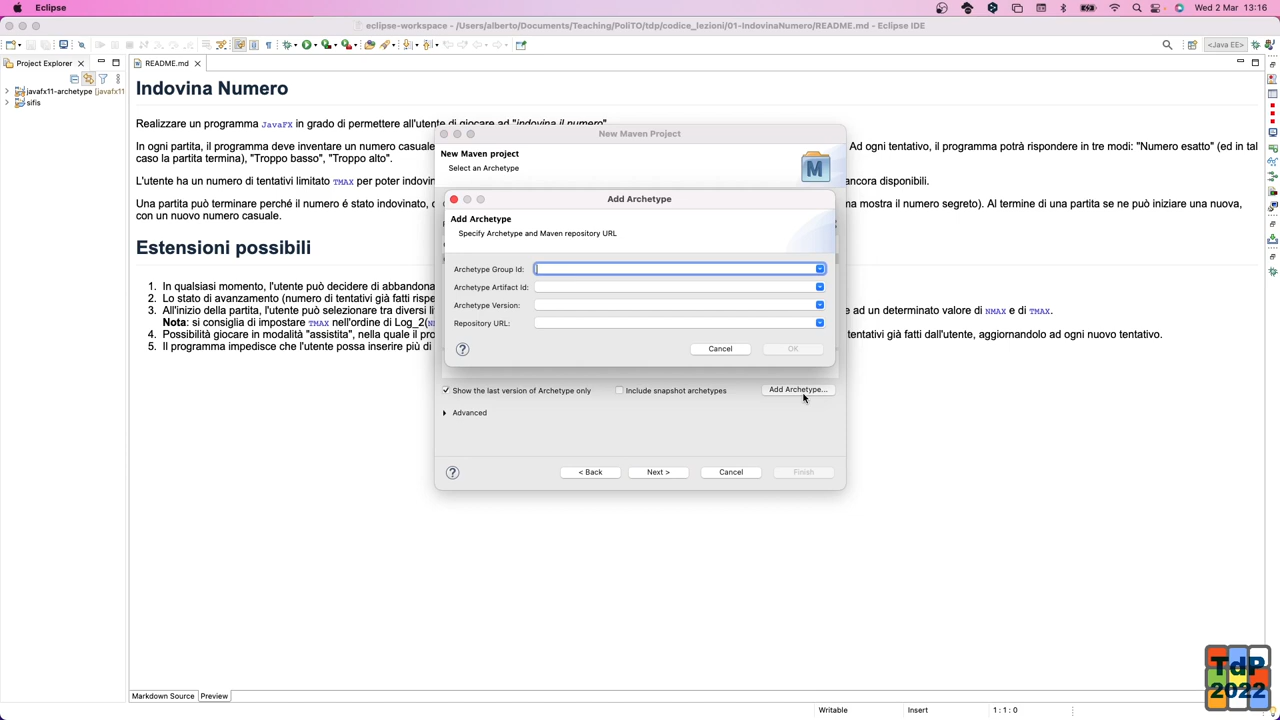 Eclipse
Wed 2 Mar 13:16
eclipse-workspace - /Users/alberto/Documents/Teaching/PoliTO/tdp/codice_lezioni/01-IndovinaNumero/README.md - Eclipse IDE
<Java EE>
Project Explorer
README.md
javafx11-archetype [javafx11
sifis
Indovina Numero
Realizzare un programma JavaFX in grado di permettere all'utente di giocare ad "indovina il numero".
In ogni partita, il programma deve inventare un numero casuale
Ad ogni tentativo, il programma potrà rispondere in tre modi: "Numero esatto" (ed in tal
caso la partita termina), "Troppo basso", "Troppo alto".
L'utente ha un numero di tentativi limitato TMAX per poter indovin
ancora disponibili.
Una partita può terminare perché il numero é stato indovinato, o
ma mostra il numero segreto). Al termine di una partita se ne può iniziare una nuova,
con un nuovo numero casuale.
Estensioni possibili
1. In qualsiasi momento, l'utente può decidere di abbandona
2. Lo stato di avanzamento (numero di tentativi già fatti rispe
3. All'inizio della partita, l'utente può selezionare tra diversi li
e ad un determinato valore di NMAX e di TMAX.
Nota: si consiglia di impostare TMAX nell'ordine di Log_2(
4. Possibilità giocare in modalità "assistita", nella quale il pro
tentativi già fatti dall'utente, aggiornandolo ad ogni nuovo tentativo.
5. Il programma impedisce che l'utente possa inserire più di
New Maven Project
New Maven project
Select an Archetype
M
Add Archetype
Add Archetype
Specify Archetype and Maven repository URL
Archetype Group Id:
Archetype Artifact Id:
Archetype Version:
Repository URL:
?
Cancel
OK
Show the last version of Archetype only
Include snapshot archetypes
Add Archetype...
Advanced
?
< Back
Next >
Cancel
Finish
Markdown Source
Preview
Writable
Insert
1 : 1 : 0
TdP
2022